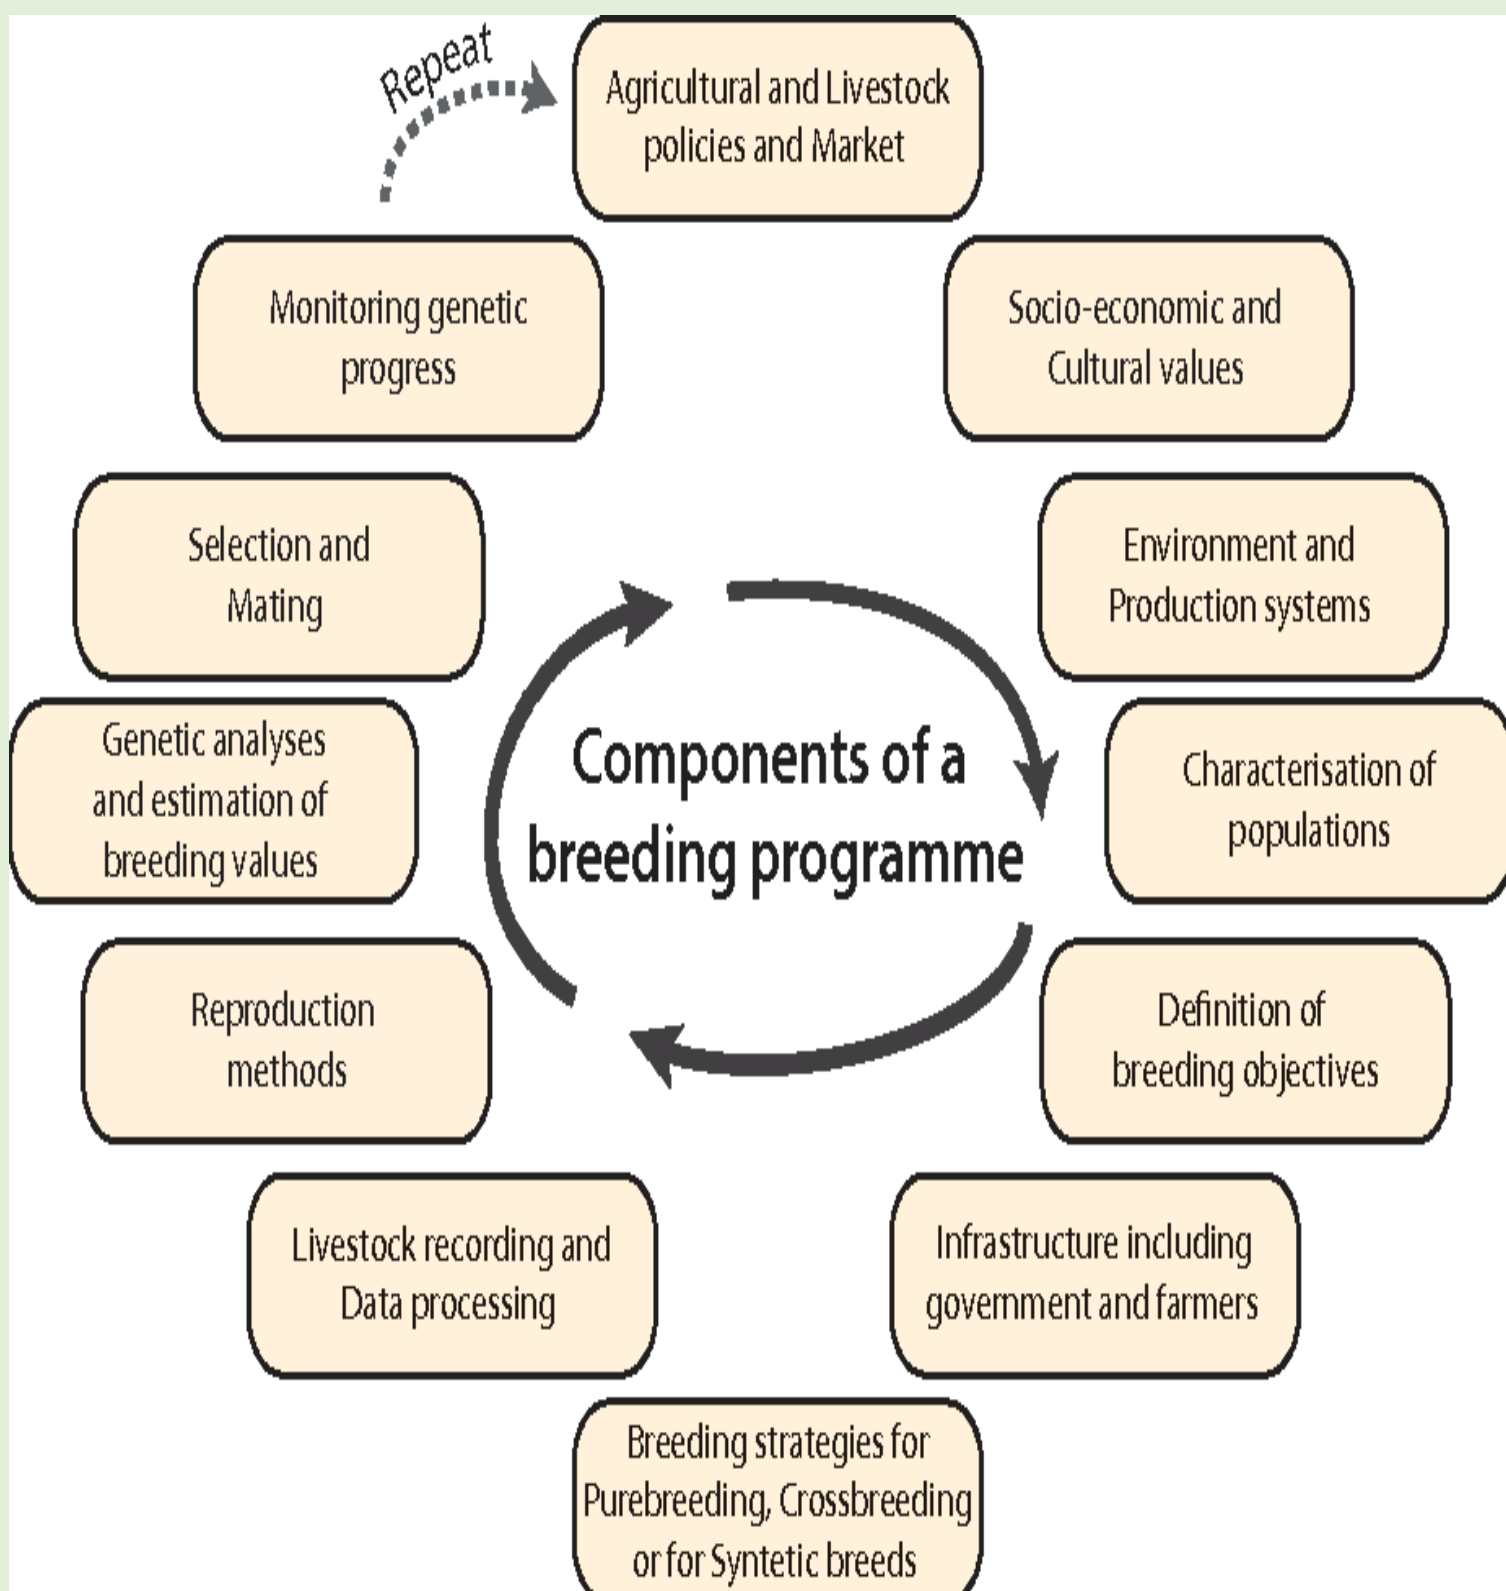 Repeat
Agricultural and Livestock
policies and Market
Socio-economic and
Cultural values
Environment and
Production systems
Characterisation of
populations
Definition of
breeding objectives
Infrastructure including
government and farmers
Breeding strategies for
Purebreeding, Crossbreeding
or for Syntetic breeds
Livestock recording and
Data processing
Reproduction
methods
Genetic analyses
and estimation of
breeding values
Selection and
Mating
Monitoring genetic
progress
Components of a
breeding programme